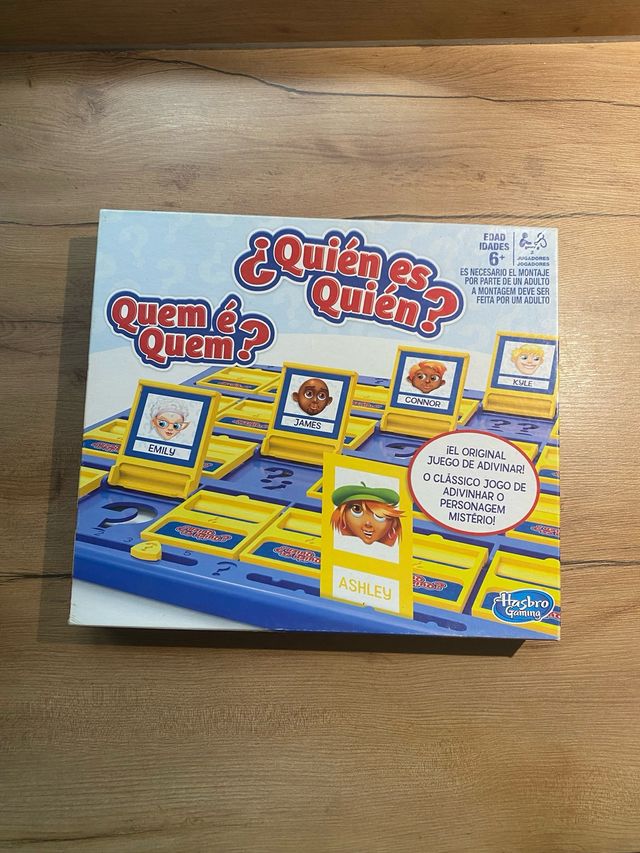 ¿Quién es
Quién?
EDAD
IDADES
6+
2
JUGADORES
JOGADORES
ES NECESARIO EL MONTAJE
POR PARTE DE UN ADULTO
A MONTAGEM DEVE SER
FEITA POR UM ADULTO
Quem é
Quem?
KYLE
CONNOR
JAMES
EMILY
¡EL ORIGINAL
JUEGO DE ADIVINAR!
O CLÁSSICO JOGO DE
ADIVINHAR O
PERSONAGEM
MISTÉRIO!
ASHLEY
Hasbro
Gaming